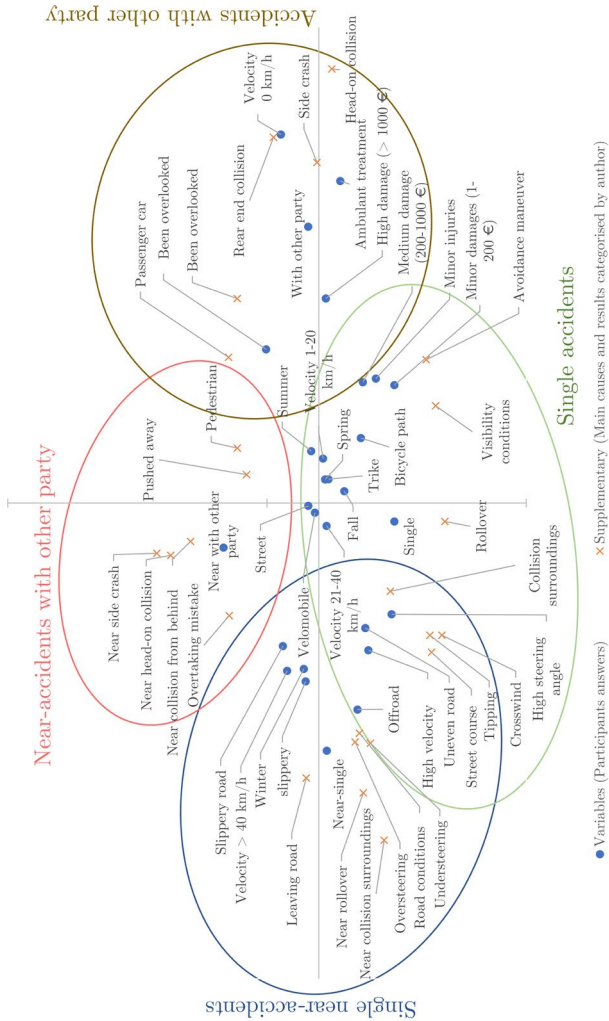 Near-accidents with other party
Accidents with other party
Single near-accidents
Single accidents
Near side crash
Near head-on collision
Near collision from behind
Overtaking mistake
Near with other
party
Pushed away
Pedestrian
Passenger car
Been overlooked
Been overlooked
Rear end collision
Velocity
0 km/h
Side crash
With other party
Head-on collision
Ambulant treatment
High damage (> 1000 €)
Medium damage
(200-1000 €)
Minor injuries
Minor damages (1-
200 €)
Avoidance maneuver
Summer
Velocity 1-20
km/h
Spring
Trike
Bicycle path
Visibility
conditions
Street
Velomobile
Fall
Velocity 21-40
km/h
Single
Rollover
Collision
surroundings
High steering
angle
Crosswind
Tipping
Street course
Uneven road
High velocity
Offroad
Slippery road
Velocity > 40 km/h
Winter
slippery
Leaving road
Near-single
Near rollover
Near collision surroundings
Oversteering
Road conditions
Understeering
Variables (Participants answers)
Supplementary (Main causes and results categorised by author)